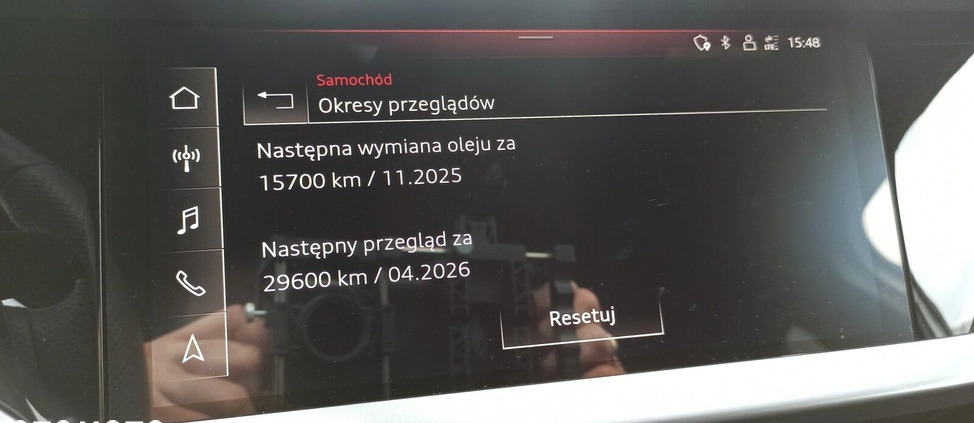 LTE 15:48
Samochód
Okresy przeglądów
Następna wymiana oleju za
15700 km / 11.2025
Następny przegląd za
29600 km / 04.2026
Resetuj